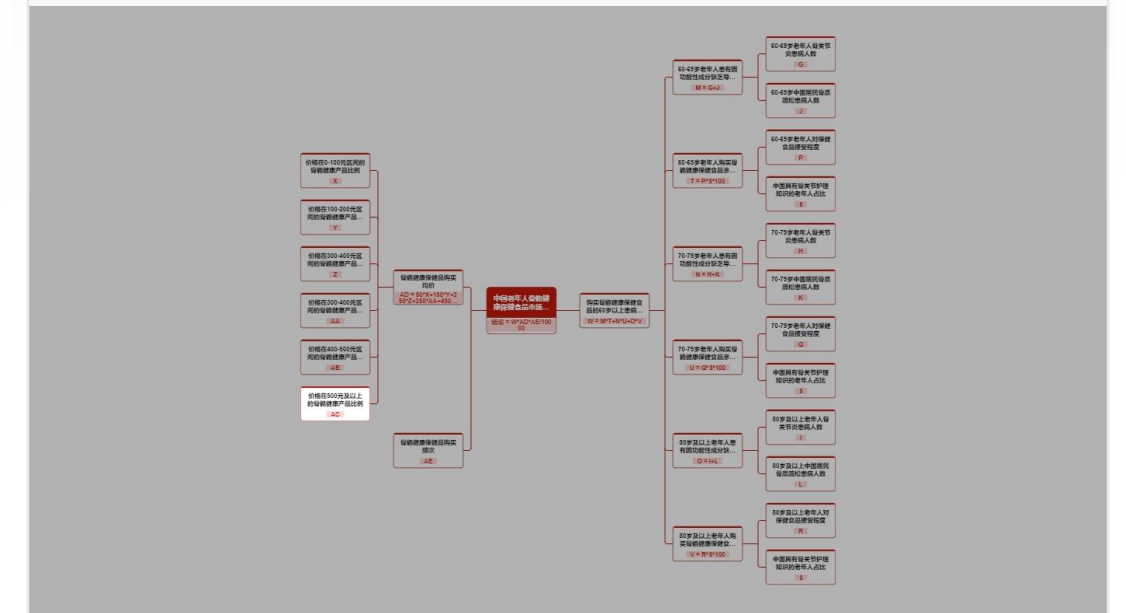 价格在0-100元区间的
骨骼健康产品比例
X
价格在100-200元区
间的骨骼健康产品...
Y
价格在300-400元区
间的骨骼健康产品...
Z
价格在300-400元区
间的骨骼健康产品...
AA
价格在400-500元区
间的骨骼健康产品...
AB
价格在500元及以上
的骨骼健康产品比例
AC
骨骼健康保健品购买
均价
AD = 50*X+150*Y+2
50*Z+350*AA+450...
骨骼健康保健品购买
频次
AE
中国老年人骨骼健
康保健食品市场...
结论 = W*AD*AE/100
00
购买骨骼健康保健食
品的60岁以上患病...
W = M*T+N*U+O*V
60-69岁老年人患有因
功能性成分缺乏导...
M = G+J
60-69岁老年人骨关节
炎患病人数
G
60-69岁中国居民骨质
疏松患病人数
J
60-69岁老年人购买骨
骼健康保健食品渗...
T = P*S*100
60-69岁老年人对保健
食品接受程度
P
中国具有骨关节护理
知识的老年人占比
S
70-79岁老年人患有因
功能性成分缺乏导...
N = H+K
70-79岁老年人骨关节
炎患病人数
H
70-79岁中国居民骨质
疏松患病人数
K
70-79岁老年人购买骨
骼健康保健食品渗...
U = Q*S*100
70-79岁老年人对保健
食品接受程度
Q
中国具有骨关节护理
知识的老年人占比
S
80岁及以上老年人患
有因功能性成分缺...
O = I+L
80岁及以上老年人骨
关节炎患病人数
I
80岁及以上中国居民
骨质疏松患病人数
L
80岁及以上老年人购
买骨骼健康保健食...
V = R*S*100
80岁及以上老年人对
保健食品接受程度
R
中国具有骨关节护理
知识的老年人占比
S